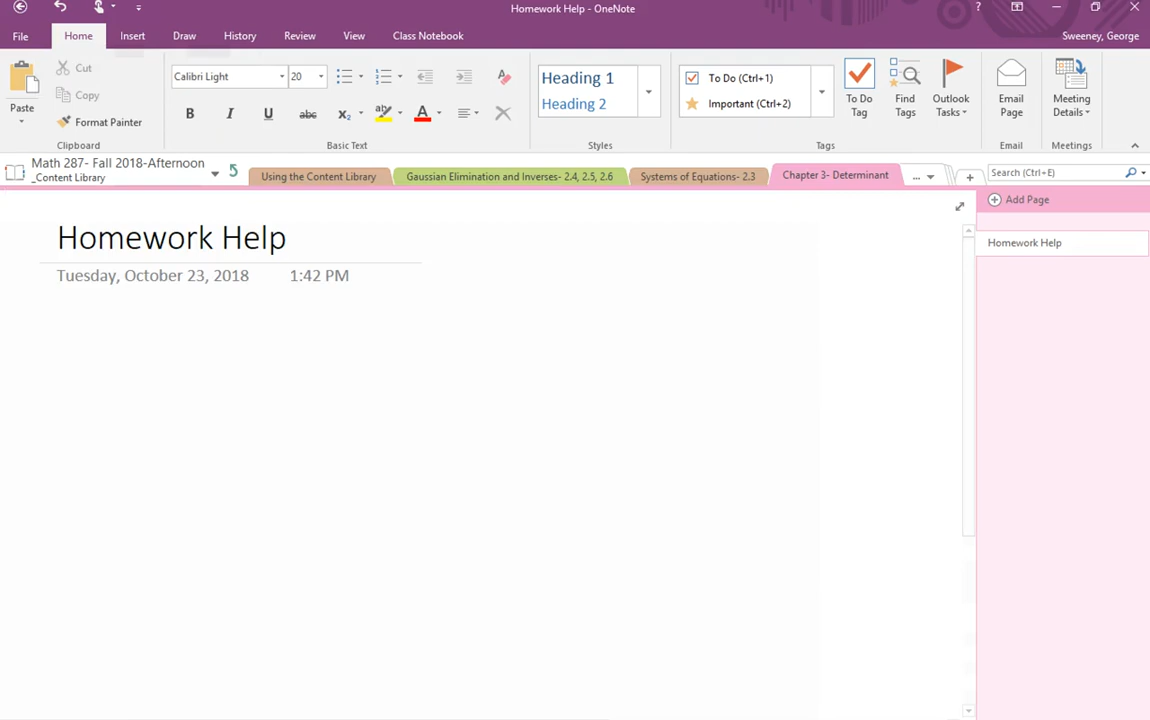 Homework Help - OneNote
?
File Home Insert Draw History Review View Class Notebook Sweeney, George
Paste
Cut
Copy
Format Painter
Clipboard
Calibri Light 20
B I U abc X₂ A
Basic Text
Heading 1
Heading 2
Styles
To Do (Ctrl+1)
Important (Ctrl+2)
Tags
To Do
Tag
Find
Tags
Outlook
Tasks
Email
Page
Email
Meeting
Details
Meetings
Math 287- Fall 2018-Afternoon
_Content Library
Using the Content Library
Gaussian Elimination and Inverses- 2.4, 2.5, 2.6
Systems of Equations- 2.3
Chapter 3- Determinant
...
Search (Ctrl+E)
Add Page
Homework Help
Homework Help
Tuesday, October 23, 2018 1:42 PM